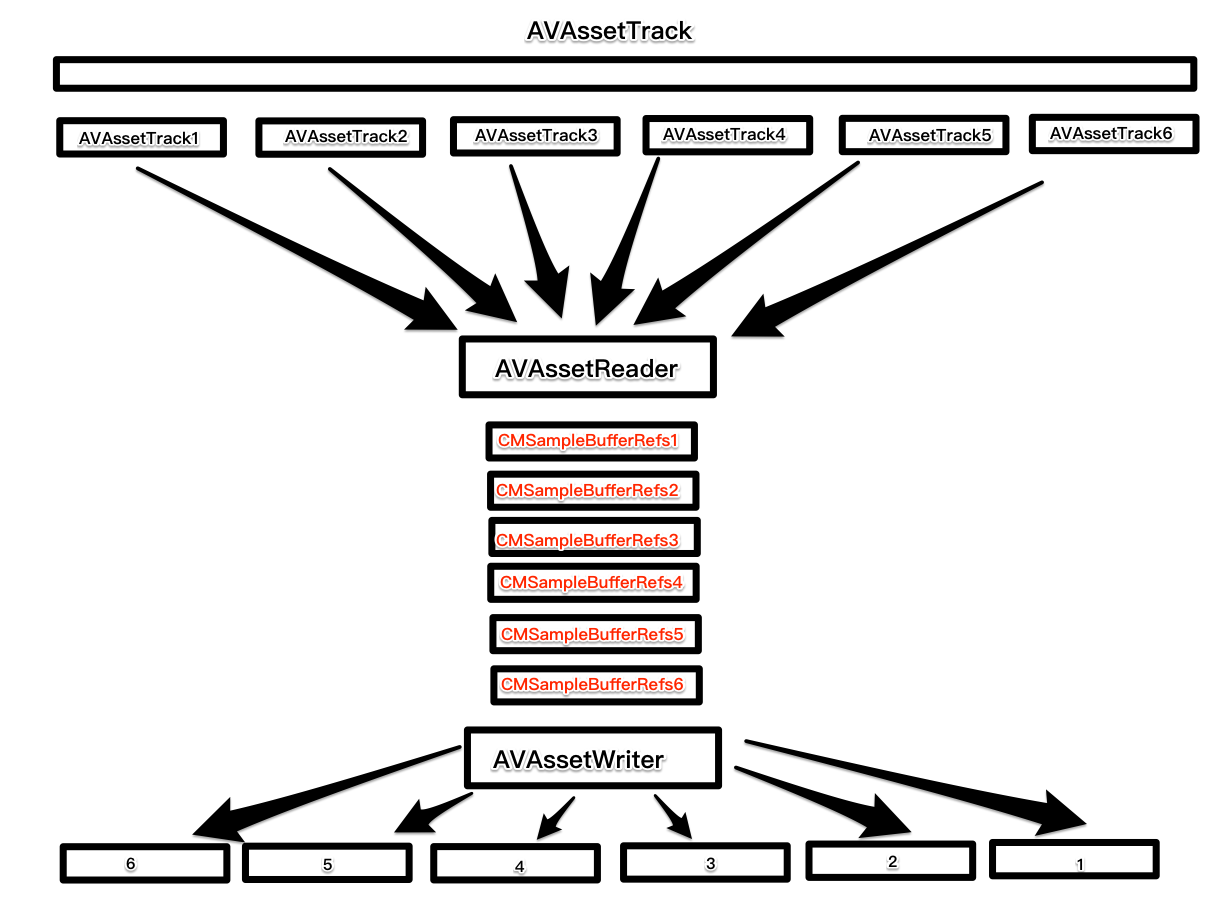 AVAssetTrack
AVAssetTrack1
AVAssetTrack2
AVAssetTrack3
AVAssetTrack4
AVAssetTrack5
AVAssetTrack6
AVAssetReader
CMSampleBufferRefs1
CMSampleBufferRefs2
CMSampleBufferRefs3
CMSampleBufferRefs4
CMSampleBufferRefs5
CMSampleBufferRefs6
AVAssetWriter
6
5
4
3
2
1